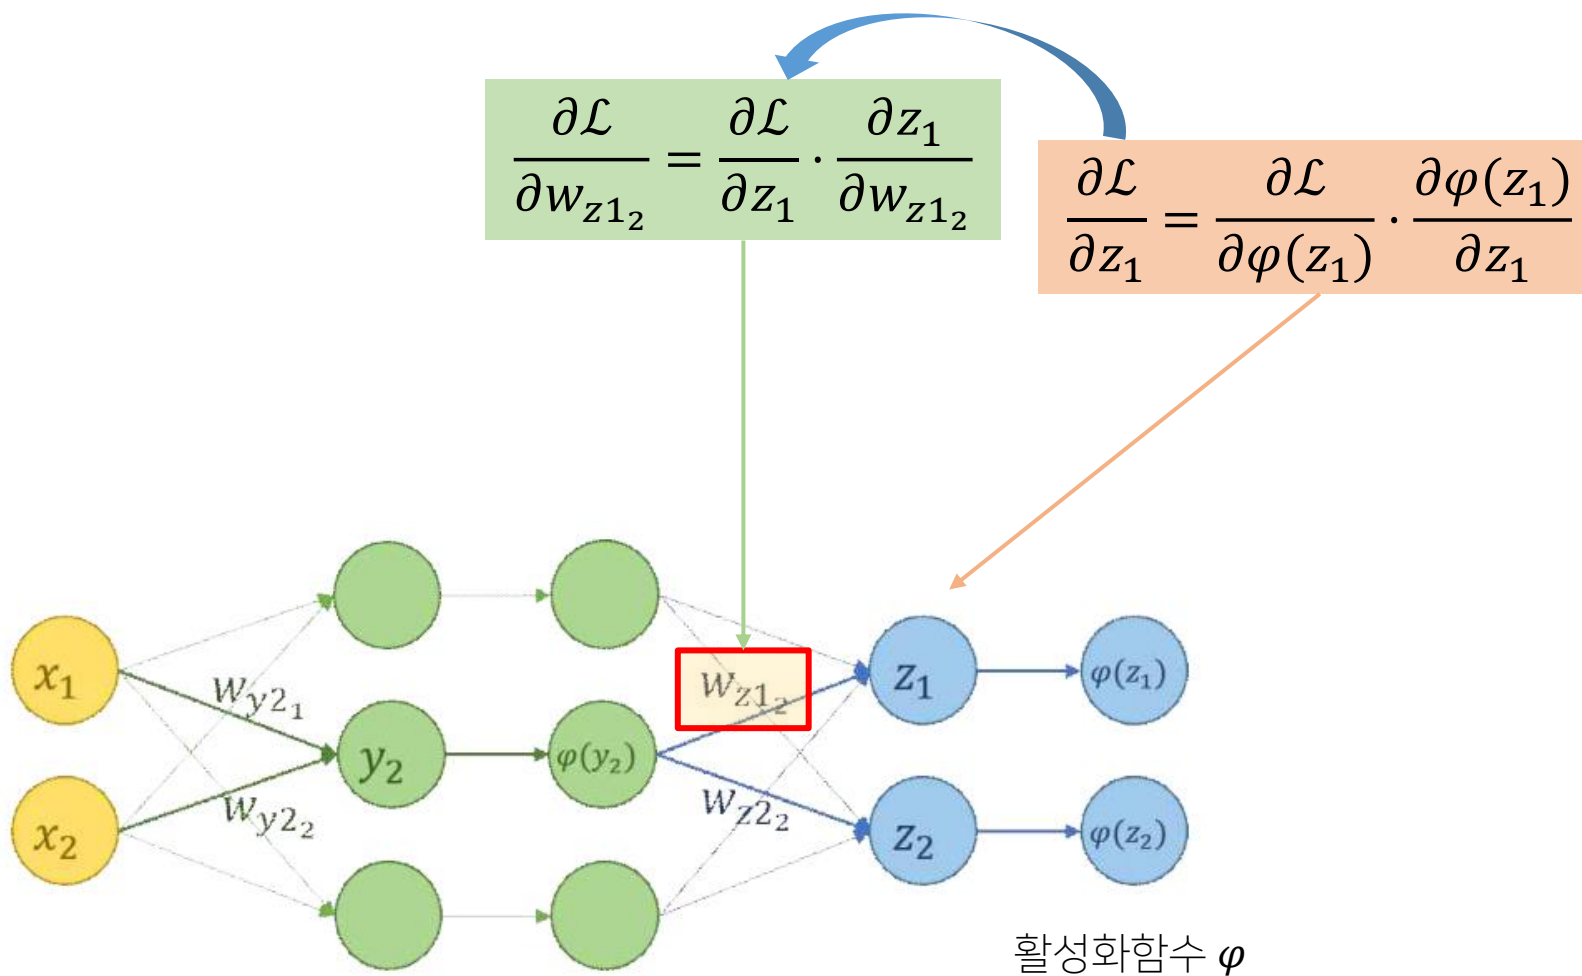 ∂ℒ/∂w_{z1_2} = ∂ℒ/∂z_1 · ∂z_1/∂w_{z1_2}
∂ℒ/∂z_1 = ∂ℒ/∂φ(z_1) · ∂φ(z_1)/∂z_1
x_1
w_{y2_1}
w_{z1_2}
z_1
φ(z_1)
y_2
φ(y_2)
x_2
w_{y2_2}
w_{z2_2}
z_2
φ(z_2)
활성화함수 φ